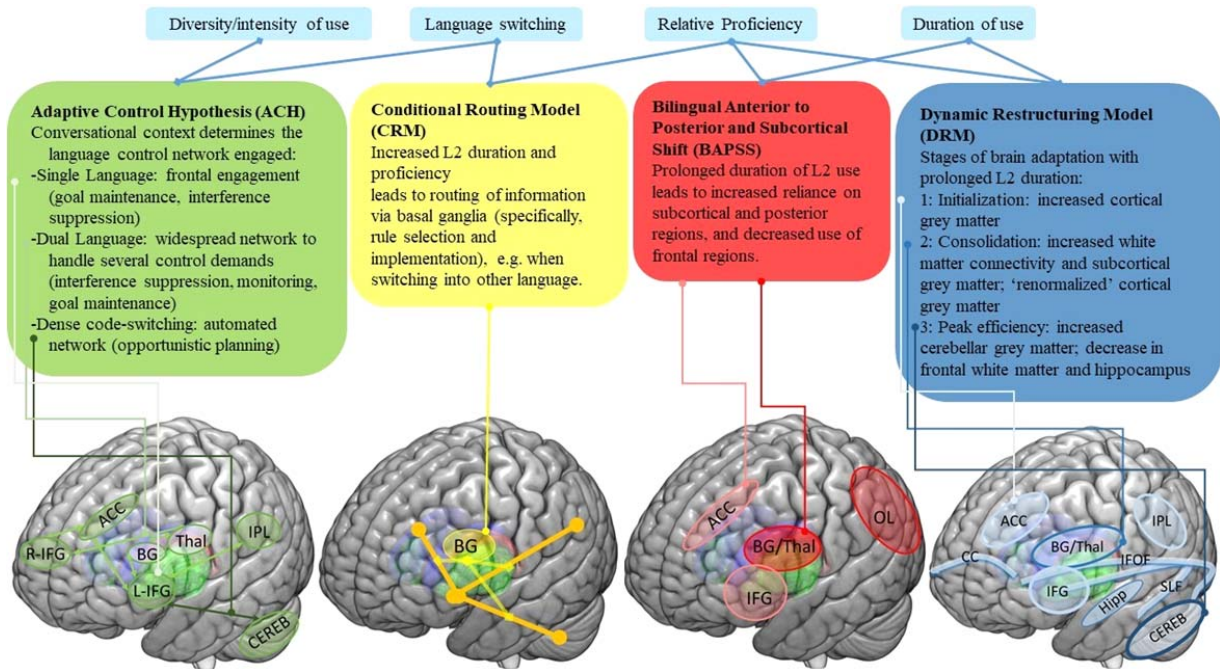 Diversity/intensity of use
Language switching
Relative Proficiency
Duration of use
Adaptive Control Hypothesis (ACH)
Conversational context determines the
language control network engaged:
-Single Language: frontal engagement
(goal maintenance, interference
suppression)
-Dual Language: widespread network to
handle several control demands
(interference suppression, monitoring,
goal maintenance)
-Dense code-switching: automated
network (opportunistic planning)
Conditional Routing Model
(CRM)
Increased L2 duration and
proficiency
leads to routing of information
via basal ganglia (specifically,
rule selection and
implementation), e.g. when
switching into other language.
Bilingual Anterior to
Posterior and Subcortical
Shift (BAPSS)
Prolonged duration of L2 use
leads to increased reliance on
subcortical and posterior
regions, and decreased use of
frontal regions.
Dynamic Restructuring Model
(DRM)
Stages of brain adaptation with
prolonged L2 duration:
1: Initialization: increased cortical
grey matter
2: Consolidation: increased white
matter connectivity and subcortical
grey matter; ‘renormalized’ cortical
grey matter
3: Peak efficiency: increased
cerebellar grey matter; decrease in
frontal white matter and hippocampus
ACC
R-IFG
BG
Thal
IPL
L-IFG
CEREB
BG
ACC
OL
BG/Thal
IFG
ACC
IPL
BG/Thal
CC
IFOF
IFG
SLF
Hipp
CEREB